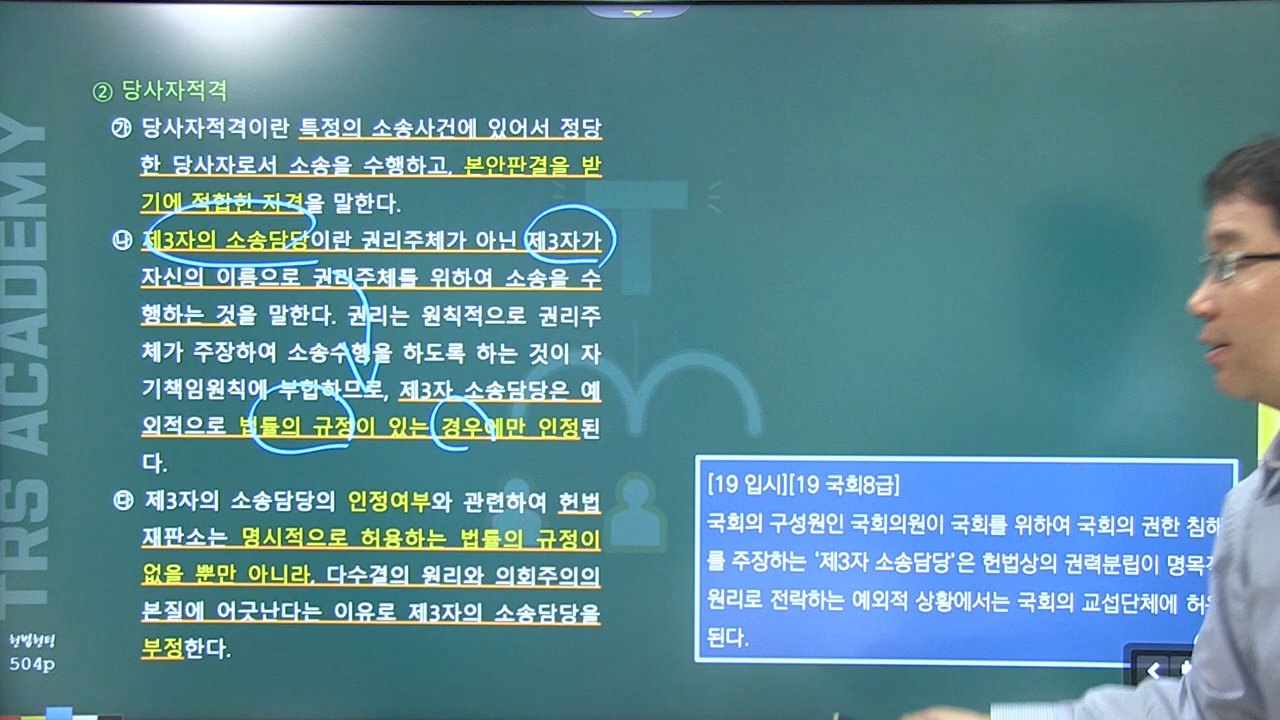 ② 당사자적격
㉮ 당사자적격이란 특정의 소송사건에 있어서 정당
한 당사자로서 소송을 수행하고, 본안판결을 받
기에 적합한 자격을 말한다.
㉯ 제3자의 소송담당이란 권리주체가 아닌 제3자가
자신의 이름으로 권리주체를 위하여 소송을 수
행하는 것을 말한다. 권리는 원칙적으로 권리주
체가 주장하여 소송수행을 하도록 하는 것이 자
기책임원칙에 부합하므로, 제3자 소송담당은 예
외적으로 법률의 규정이 있는 경우에만 인정된
다.
㉰ 제3자의 소송담당의 인정여부와 관련하여 헌법
재판소는 명시적으로 허용하는 법률의 규정이
없을 뿐만 아니라, 다수결의 원리와 의회주의의
본질에 어긋난다는 이유로 제3자의 소송담당을
부정한다.
[19 입시][19 국회8급]
국회의 구성원인 국회의원이 국회를 위하여 국회의 권한 침해
를 주장하는 ‘제3자 소송담당’은 헌법상의 권력분립이 명목적
원리로 전락하는 예외적 상황에서는 국회의 교섭단체에
된다.
TRS ACADEMY
헌법헌터
504p